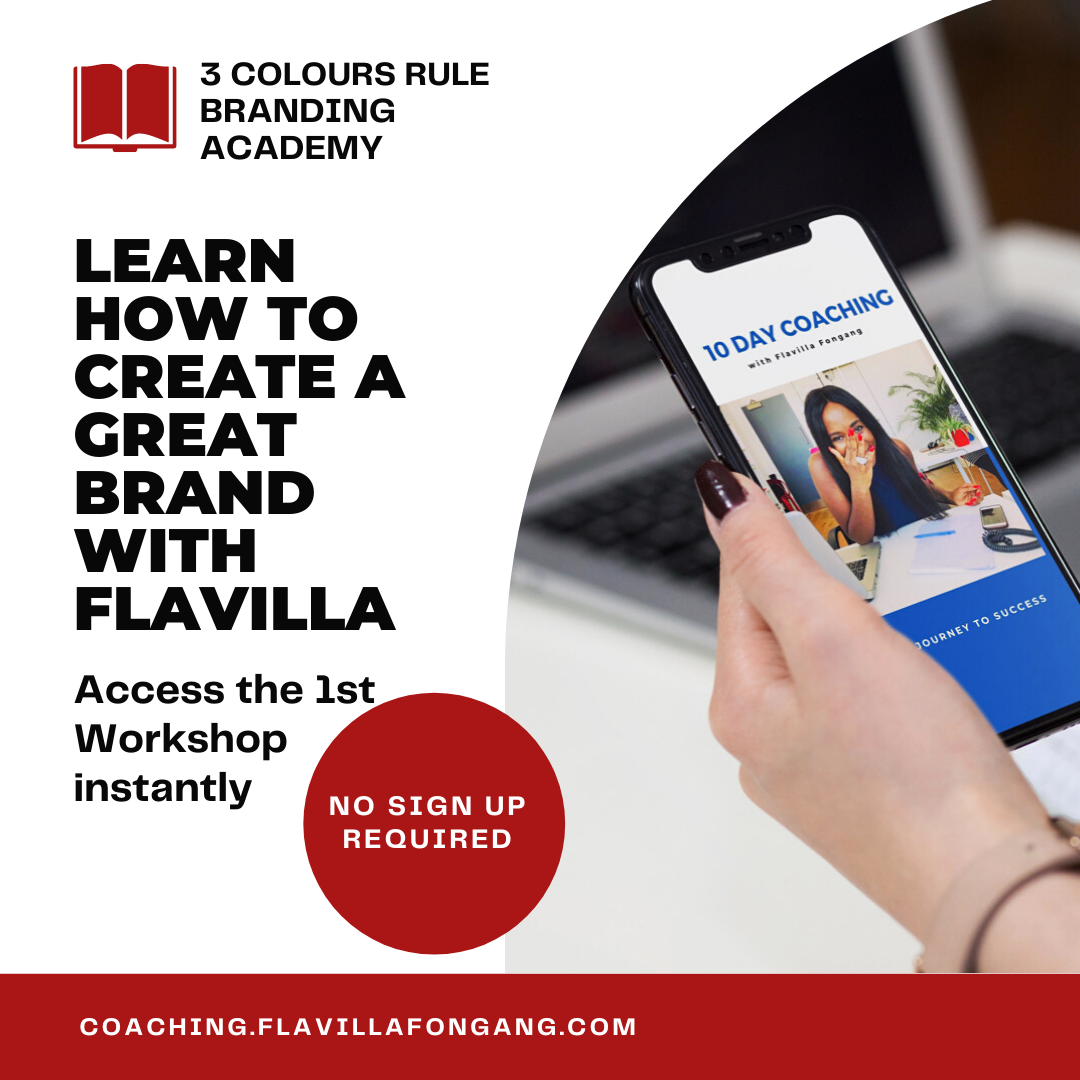 3 COLOURS RULE
BRANDING
ACADEMY
LEARN
HOW TO
CREATE A
GREAT
BRAND
WITH
FLAVILLA
Access the 1st
Workshop
instantly
NO SIGN UP
REQUIRED
10 DAY COACHING
with Flavilla Fongang
JOURNEY TO SUCCESS
COACHING.FLAVILLAFONGANG.COM